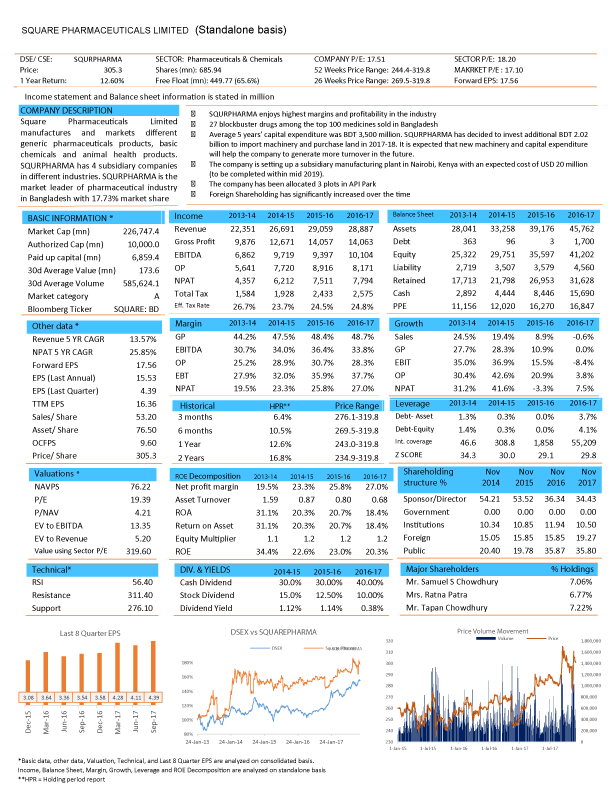 SQUARE PHARMACEUTICALS LIMITED (Standalone basis)
DSE/ CSE: SQURPHARMA SECTOR: Pharmaceuticals & Chemicals COMPANY P/E: 17.51 SECTOR P/E: 18.20
Price: 305.3 Shares (mn): 685.94 52 Weeks Price Range: 244.4-319.8 MAKRKET P/E : 17.10
1 Year Return: 12.60% Free Float (mn): 449.77 (65.6%) 26 Weeks Price Range: 269.5-319.8 Forward EPS: 17.56
Income statement and Balance sheet information is stated in million
COMPANY DESCRIPTION
Square Pharmaceuticals Limited
manufactures and markets different
generic pharmaceuticals products, basic
chemicals and animal health products.
SQURPHARMA has 4 subsidiary companies
in different industries. SQURPHARMA is the
market leader of pharmaceutical industry
in Bangladesh with 17.73% market share
SQURPHARMA enjoys highest margins and profitability in the industry
27 blockbuster drugs among the top 100 medicines sold in Bangladesh
Average 5 years' capital expenditure was BDT 3,500 million. SQURPHARMA has decided to invest additional BDT 2.02
billion to import machinery and purchase land in 2017-18. It is expected that new machinery and capital expenditure
will help the company to generate more turnover in the future.
The company is setting up a subsidiary manufacturing plant in Nairobi, Kenya with an expected cost of USD 20 million
(to be completed within mid 2019).
The company has been allocated 3 plots in API Park
Foreign Shareholding has significantly increased over the time
BASIC INFORMATION *
Market Cap (mn) 226,747.4
Authorized Cap (mn) 10,000.0
Paid up capital (mn) 6,859.4
30d Average Value (mn) 173.6
30d Average Volume 585,624.1
Market category A
Bloomberg Ticker SQUARE: BD
Income 2013-14 2014-15 2015-16 2016-17
Revenue 22,351 26,691 29,059 28,887
Gross Profit 9,876 12,671 14,057 14,063
EBITDA 6,862 9,719 9,397 10,104
OP 5,641 7,720 8,916 8,171
NPAT 4,357 6,212 7,511 7,794
Total Tax 1,584 1,928 2,433 2,575
Eff. Tax Rate 26.7% 23.7% 24.5% 24.8%
Balance Sheet 2013-14 2014-15 2015-16 2016-17
Assets 28,041 33,258 39,176 45,762
Debt 363 96 3 1,700
Equity 25,322 29,751 35,597 41,202
Liability 2,719 3,507 3,579 4,560
Retained 17,713 21,798 26,953 31,628
Cash 2,892 4,444 8,446 15,690
PPE 11,156 12,020 16,270 16,847
Other data *
Revenue 5 YR CAGR 13.57%
NPAT 5 YR CAGR 25.85%
Forward EPS 17.56
EPS (Last Annual) 15.53
EPS (Last Quarter) 4.39
TTM EPS 16.36
Sales/ Share 53.20
Asset/ Share 76.50
OCFPS 9.60
Price/ Share 305.3
Margin 2013-14 2014-15 2015-16 2016-17
GP 44.2% 47.5% 48.4% 48.7%
EBITDA 30.7% 34.0% 36.4% 33.8%
OP 25.2% 28.9% 30.7% 28.3%
EBT 27.9% 32.0% 35.9% 37.7%
NPAT 19.5% 23.3% 25.8% 27.0%
Growth 2013-14 2014-15 2015-16 2016-17
Sales 24.5% 19.4% 8.9% -0.6%
GP 27.7% 28.3% 10.9% 0.0%
EBIT 35.0% 36.9% 15.5% -8.4%
OP 30.4% 42.6% 20.9% 3.8%
NPAT 31.2% 41.6% -3.3% 7.5%
Historical HPR** Price Range
3 months 6.4% 276.1-319.8
6 months 10.5% 269.5-319.8
1 Year 12.6% 243.0-319.8
2 Years 16.8% 234.9-319.8
Leverage 2013-14 2014-15 2015-16 2016-17
Debt- Asset 1.3% 0.3% 0.0% 3.7%
Debt-Equity 1.4% 0.3% 0.0% 4.1%
Int. coverage 46.6 308.8 1,858 55,209
Z SCORE 34.3 30.0 29.1 29.8
Valuations *
NAVPS 76.22
P/E 19.39
P/NAV 4.21
EV to EBITDA 13.35
EV to Revenue 5.20
Value using Sector P/E 319.60
ROE Decomposition 2013-14 2014-15 2015-16 2016-17
Net profit margin 19.5% 23.3% 25.8% 27.0%
Asset Turnover 1.59 0.87 0.80 0.68
ROA 31.1% 20.3% 20.7% 18.4%
Return on Asset 31.1% 20.3% 20.7% 18.4%
Equity Multiplier 1.1 1.2 1.2 1.2
ROE 34.4% 22.6% 23.0% 20.3%
Shareholding structure % Nov 2014 Nov 2015 Nov 2016 Nov 2017
Sponsor/Director 54.21 53.52 36.34 34.43
Government 0.00 0.00 0.00 0.00
Institutions 10.34 10.85 11.94 10.50
Foreign 15.05 15.85 15.85 19.27
Public 20.40 19.78 35.87 35.80
Technical*
RSI 56.40
Resistance 311.40
Support 276.10
DIV. & YIELDS 2014-15 2015-16 2016-17
Cash Dividend 30.0% 30.00% 40.00%
Stock Dividend 15.0% 12.50% 10.00%
Dividend Yield 1.12% 1.14% 0.38%
Major Shareholders % Holdings
Mr. Samuel S Chowdhury 7.06%
Mrs. Ratna Patra 6.77%
Mr. Tapan Chowdhury 7.22%
Last 8 Quarter EPS
3.08 3.64 3.36 3.54 3.58 4.28 4.11 4.39
Dec-15 Mar-16 Jun-16 Sep-16 Dec-16 Mar-17 Jun-17 Sep-17
DSEX vs SQUAREPHARMA
DSEX
180%
160%
140%
120%
100%
80%
24-Jan-13 24-Jan-14 24-Jan-15 24-Jan-16 24-Jan-17
Price Volume Movement
Volume Price
320 1,800,000
310 1,600,000
300 1,400,000
290 1,200,000
280 1,000,000
270 800,000
260 600,000
250 400,000
240 200,000
230 0
1-Jan-15 1-Jul-15 1-Jan-16 1-Jul-16 1-Jan-17 1-Jul-17
*Basic data, other data, Valuation, Technical, and Last 8 Quarter EPS are analyzed on consolidated basis.
Income, Balance Sheet, Margin, Growth, Leverage and ROE Decomposition are analyzed on standalone basis
**HPR = Holding period report